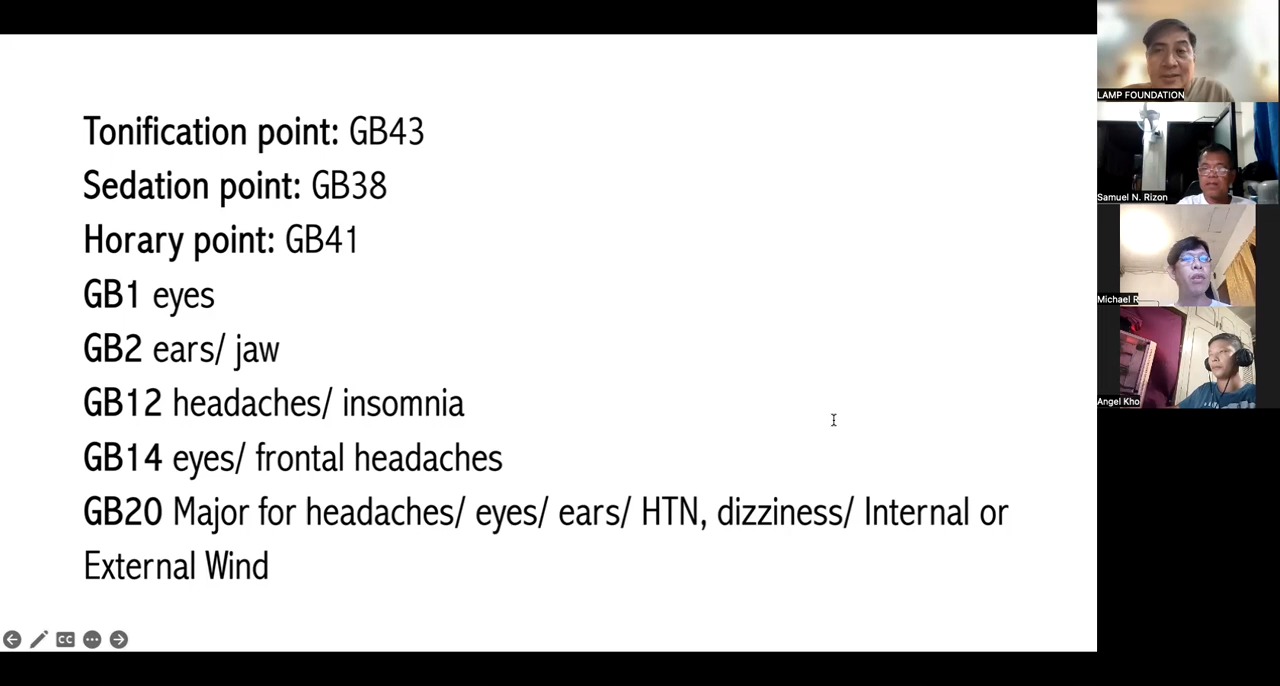 Tonification point: GB43
Sedation point: GB38
Horary point: GB41
GB1 eyes
GB2 ears/ jaw
GB12 headaches/ insomnia
GB14 eyes/ frontal headaches
GB20 Major for headaches/ eyes/ ears/ HTN, dizziness/ Internal or
External Wind
CC
LAMP FOUNDATION
Samuel N. Rizon
Michael R
Angel Kho